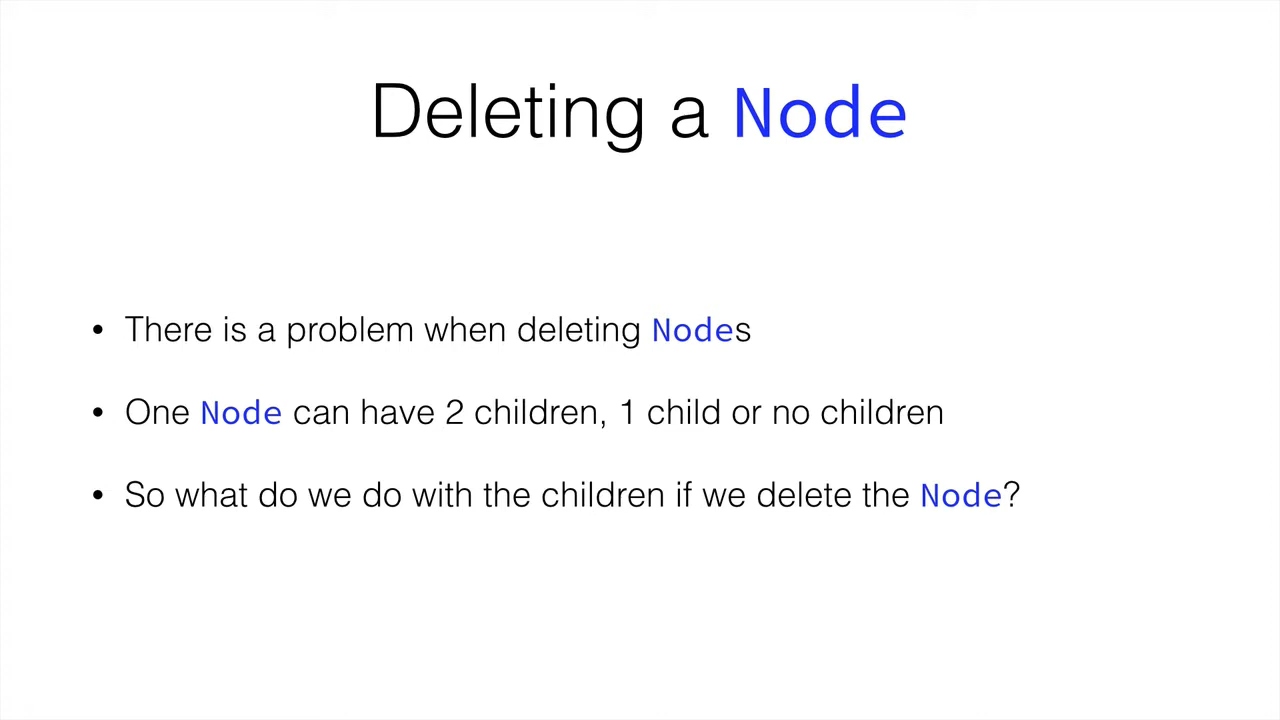 Deleting a Node
• There is a problem when deleting Nodes
• One Node can have 2 children, 1 child or no children
• So what do we do with the children if we delete the Node?